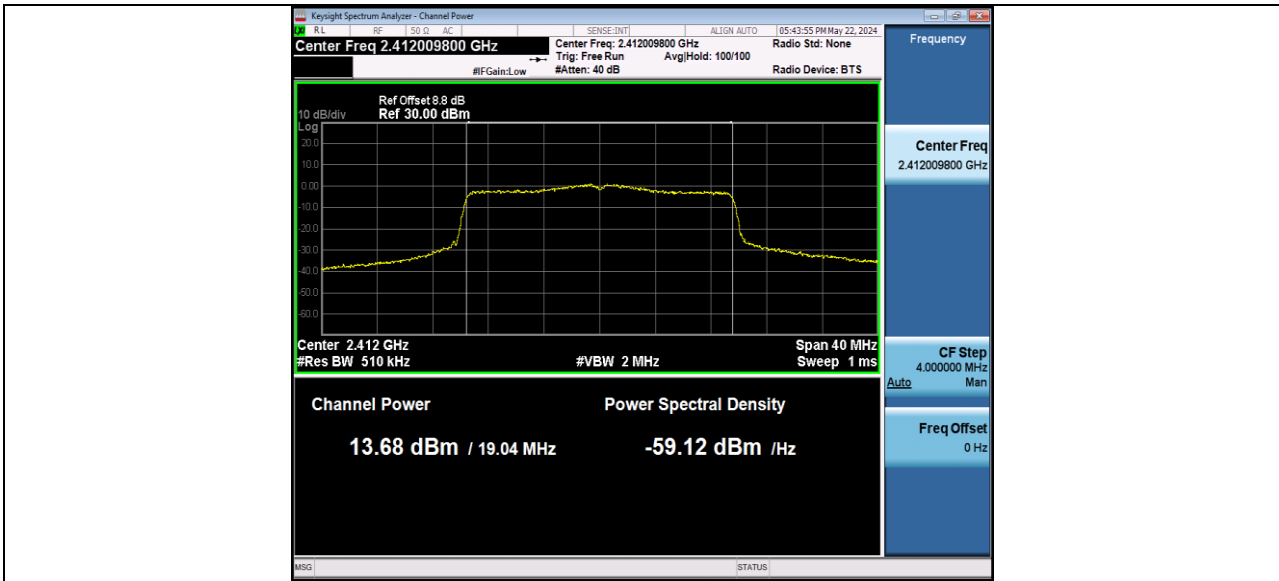 Keysight Spectrum Analyzer - Channel Power
RL RF 50 Ω AC SENSE:INT ALIGN AUTO 05:43:55 PM May 22, 2024
Center Freq 2.412009800 GHz
Center Freq: 2.412009800 GHz Radio Std: None
Trig: Free Run Avg|Hold: 100/100
#IFGain:Low #Atten: 40 dB Radio Device: BTS
Ref Offset 8.8 dB
10 dB/div Ref 30.00 dBm
Log
20.0
10.0
0.00
-10.0
-20.0
-30.0
-40.0
-50.0
-60.0
Center 2.412 GHz Span 40 MHz
#Res BW 510 kHz #VBW 2 MHz Sweep 1 ms
Channel Power Power Spectral Density
13.68 dBm / 19.04 MHz -59.12 dBm /Hz
Frequency
Center Freq
2.412009800 GHz
CF Step
4.000000 MHz
Auto Man
Freq Offset
0 Hz
MSG STATUS